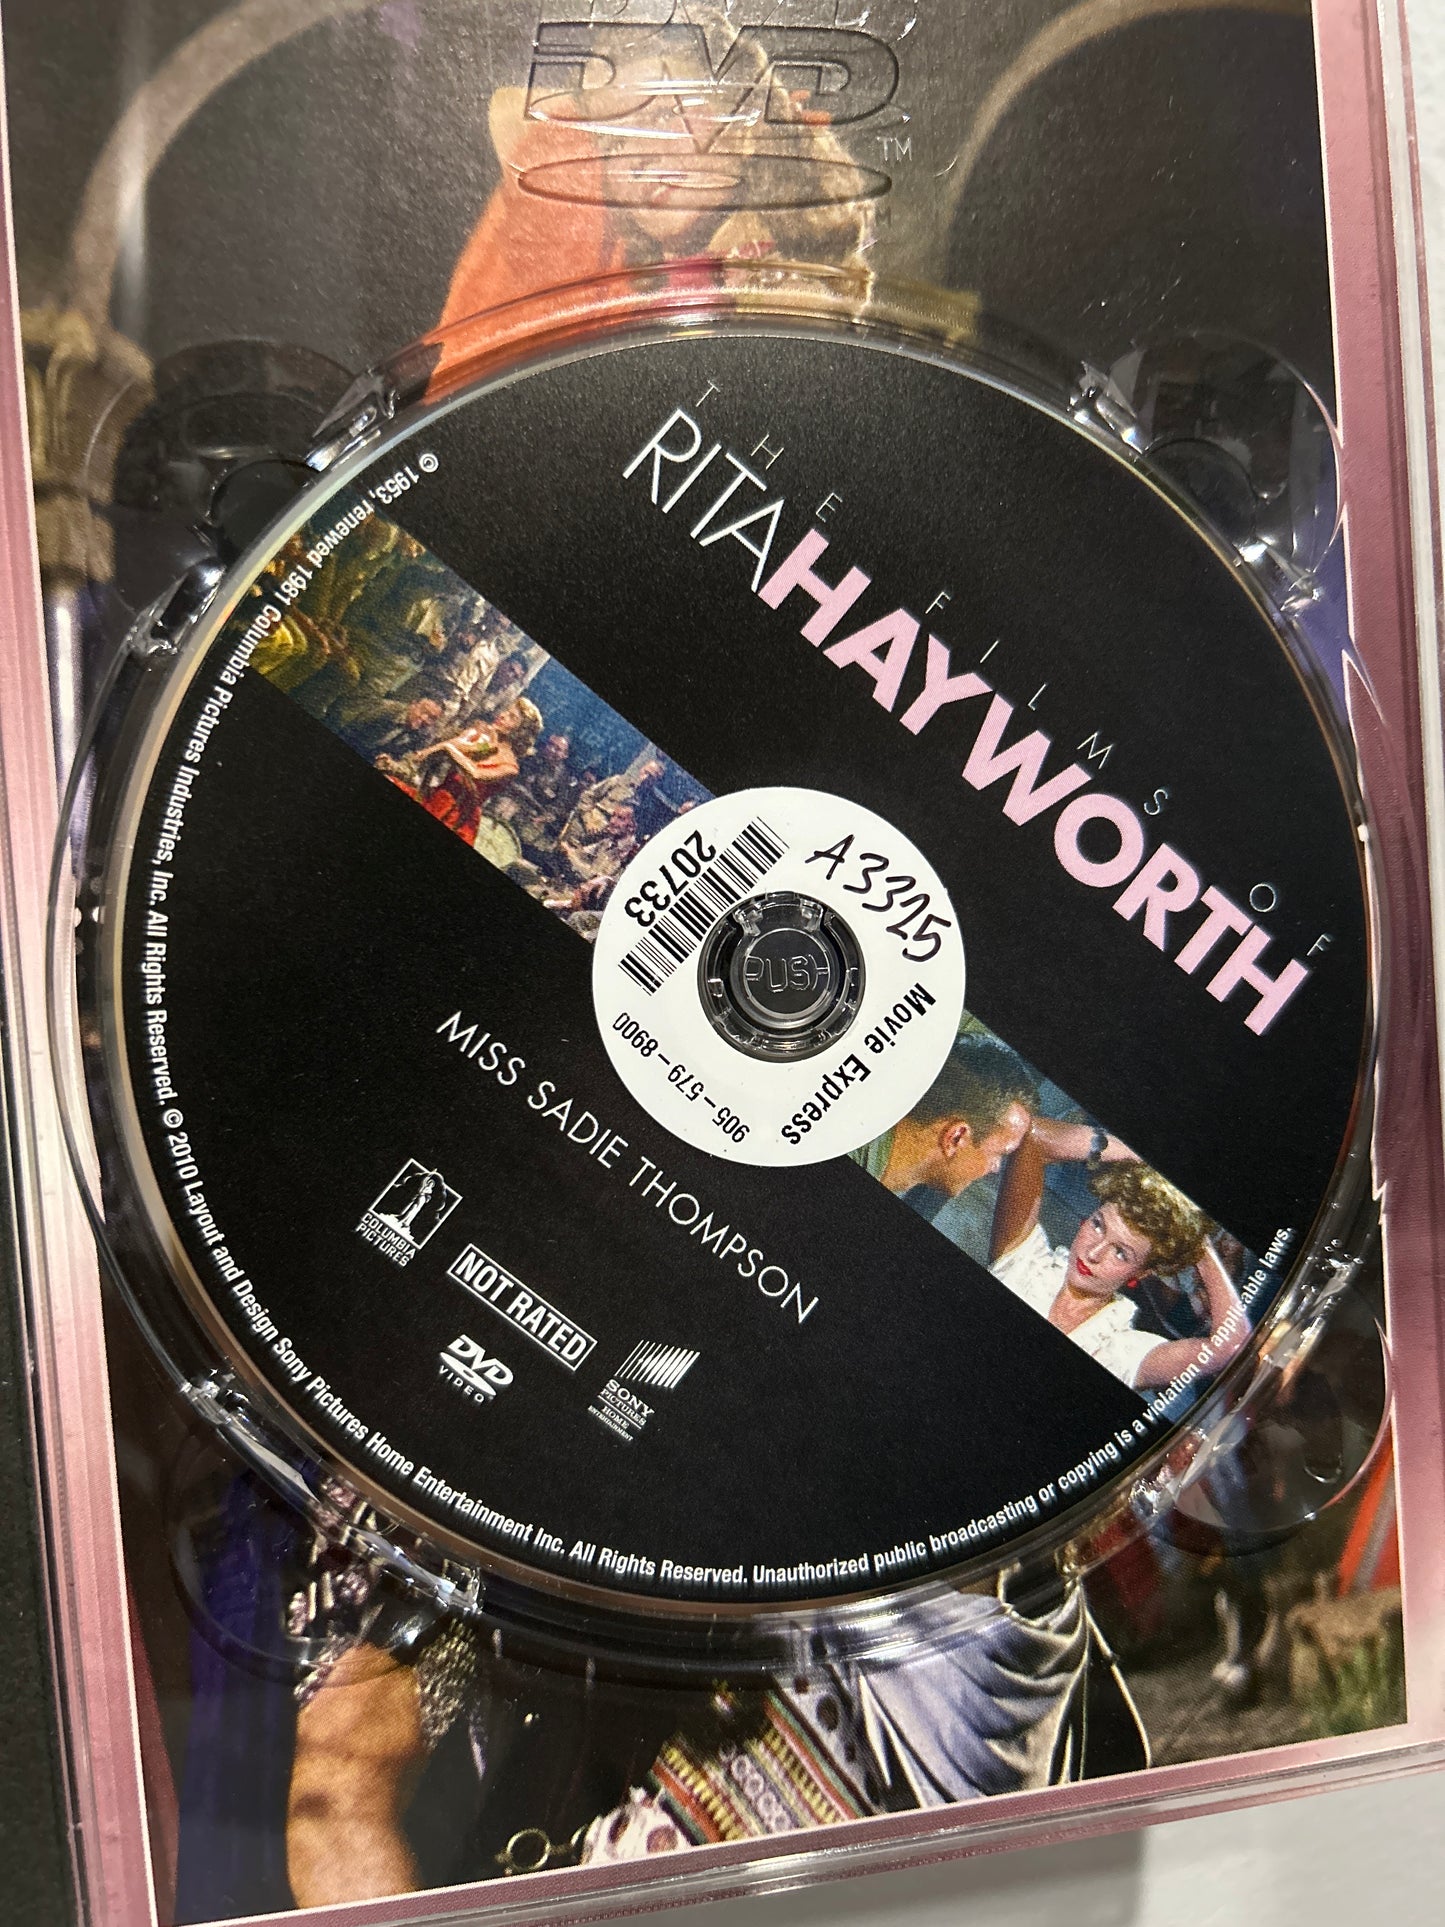 DVD
TM
THE FILMS OF
RITA HAYWORTH
A3325
20733
PUSH
Movie Express
905-579-8900
MISS SADIE THOMPSON
COLUMBIA
PICTURES
NOT RATED
DVD
VIDEO
SONY
PICTURES
HOME
ENTERTAINMENT
© 1953, renewed 1981 Columbia Pictures Industries, Inc. All Rights Reserved. © 2010 Layout and Design Sony Pictures Home Entertainment Inc. All Rights Reserved. Unauthorized public broadcasting or copying is a violation of applicable laws.